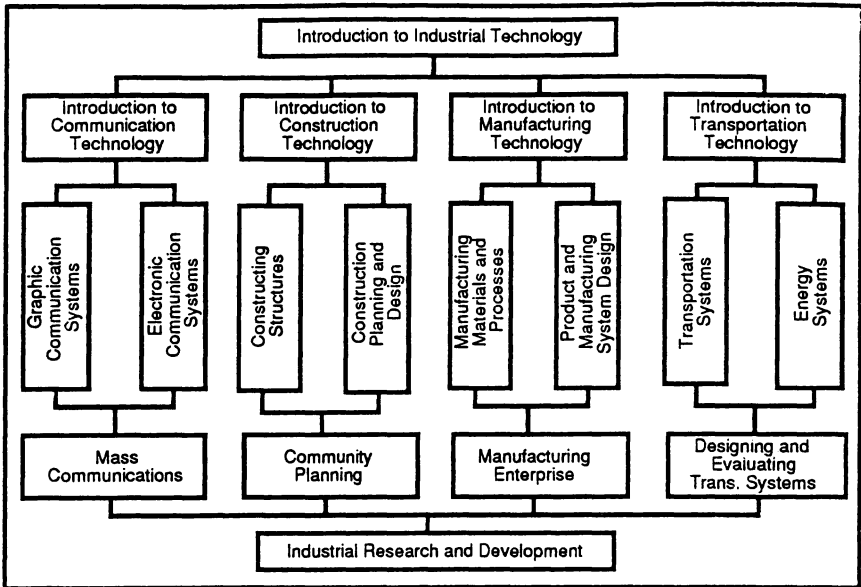 Introduction to Industrial Technology
Introduction to
Communication
Technology
Introduction to
Construction
Technology
Introduction to
Manufacturing
Technology
Introduction to
Transportation
Technology
Graphic
Communication
Systems
Electronic
Communication
Systems
Constructing
Structures
Construction
Planning and
Design
Manufacturing
Materials and
Processes
Product and
Manufacturing
System Design
Transportation
Systems
Energy
Systems
Mass
Communications
Community
Planning
Manufacturing
Enterprise
Designing and
Evaluating
Trans. Systems
Industrial Research and Development